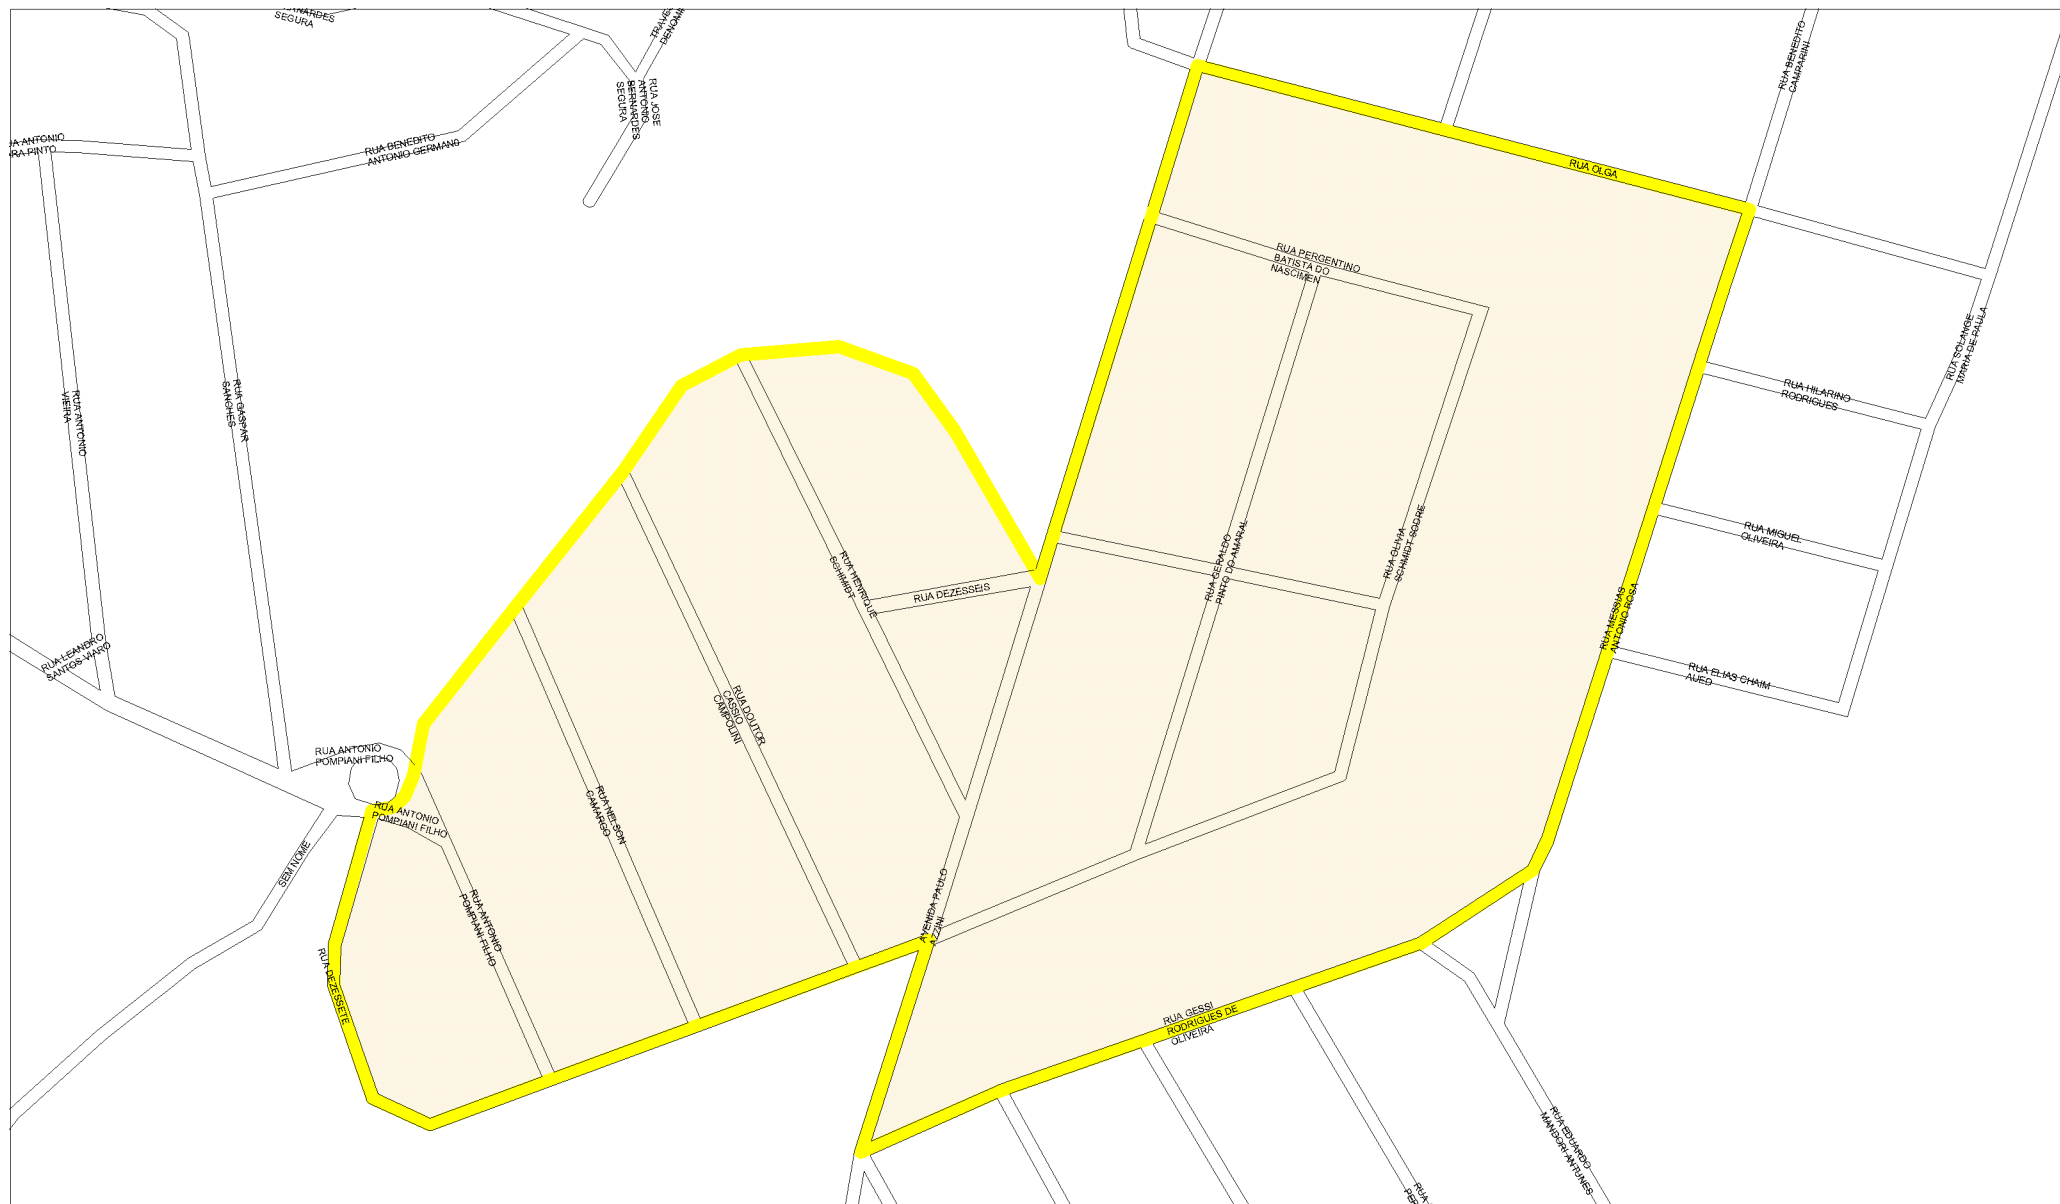 SEGURA
RUA JOSE
ANTONIO
BERNARDES
SEGURA
RUA BENEDITO
CAMPARINI
RUA ANTONIO
RUA BENEDITO
ANTONIO GERMANO
RUA OLGA
RUA PERGENTINO
BATISTA DO
NASCIMEN
RUA SOLANGE
MARIA DE PAULA
RUA HILARINO
RODRIGUES
RUA GASPAR
SANCHES
RUA ANTONIO
VIEIRA
RUA MIGUEL
OLIVEIRA
RUA GERALDO
PINTO DO AMARAL
RUA OLIVIA
SCHMIDT SODRE
RUA HENRIQUE
SCHIMIDT
RUA DEZESSEIS
RUA MESSIAS
ANTONIO ROSA
RUA LEANDRO
SANTOS VIARO
RUA ELIAS CHAIM
AUED
RUA DOUTOR
CASSIO
CAMPOLINI
RUA ANTONIO
POMPIANI FILHO
RUA ANTONIO
POMPIANI FILHO
RUA NELSON
CAMARGO
SEM NOME
RUA ANTONIO
POMPIANI FILHO
AVENIDA PAULO
AZZINI
RUA DEZESSETE
RUA GESSI
RODRIGUES DE
OLIVEIRA
RUA EDUARDO
MANDORI ANTUNES
RUA